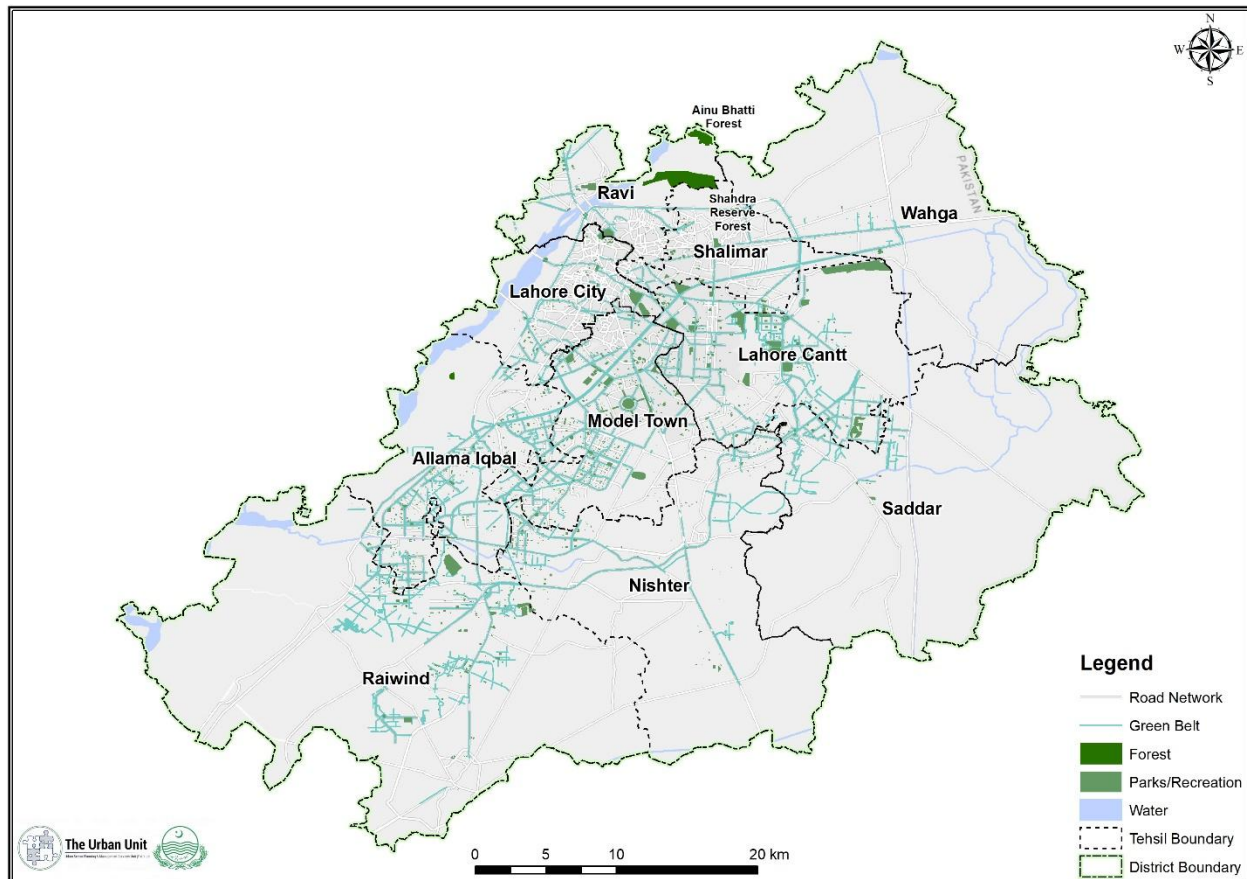 N
W
E
S
Ainu Bhatti
Forest
PAKISTAN
Ravi
Shahdra
Reserve
Forest
Wahga
Shalimar
Lahore City
Lahore Cantt
Model Town
Allama Iqbal
Saddar
Nishter
Raiwind
Legend
Road Network
Green Belt
Forest
Parks/Recreation
Water
Tehsil Boundary
District Boundary
The Urban Unit
0 5 10 20 km